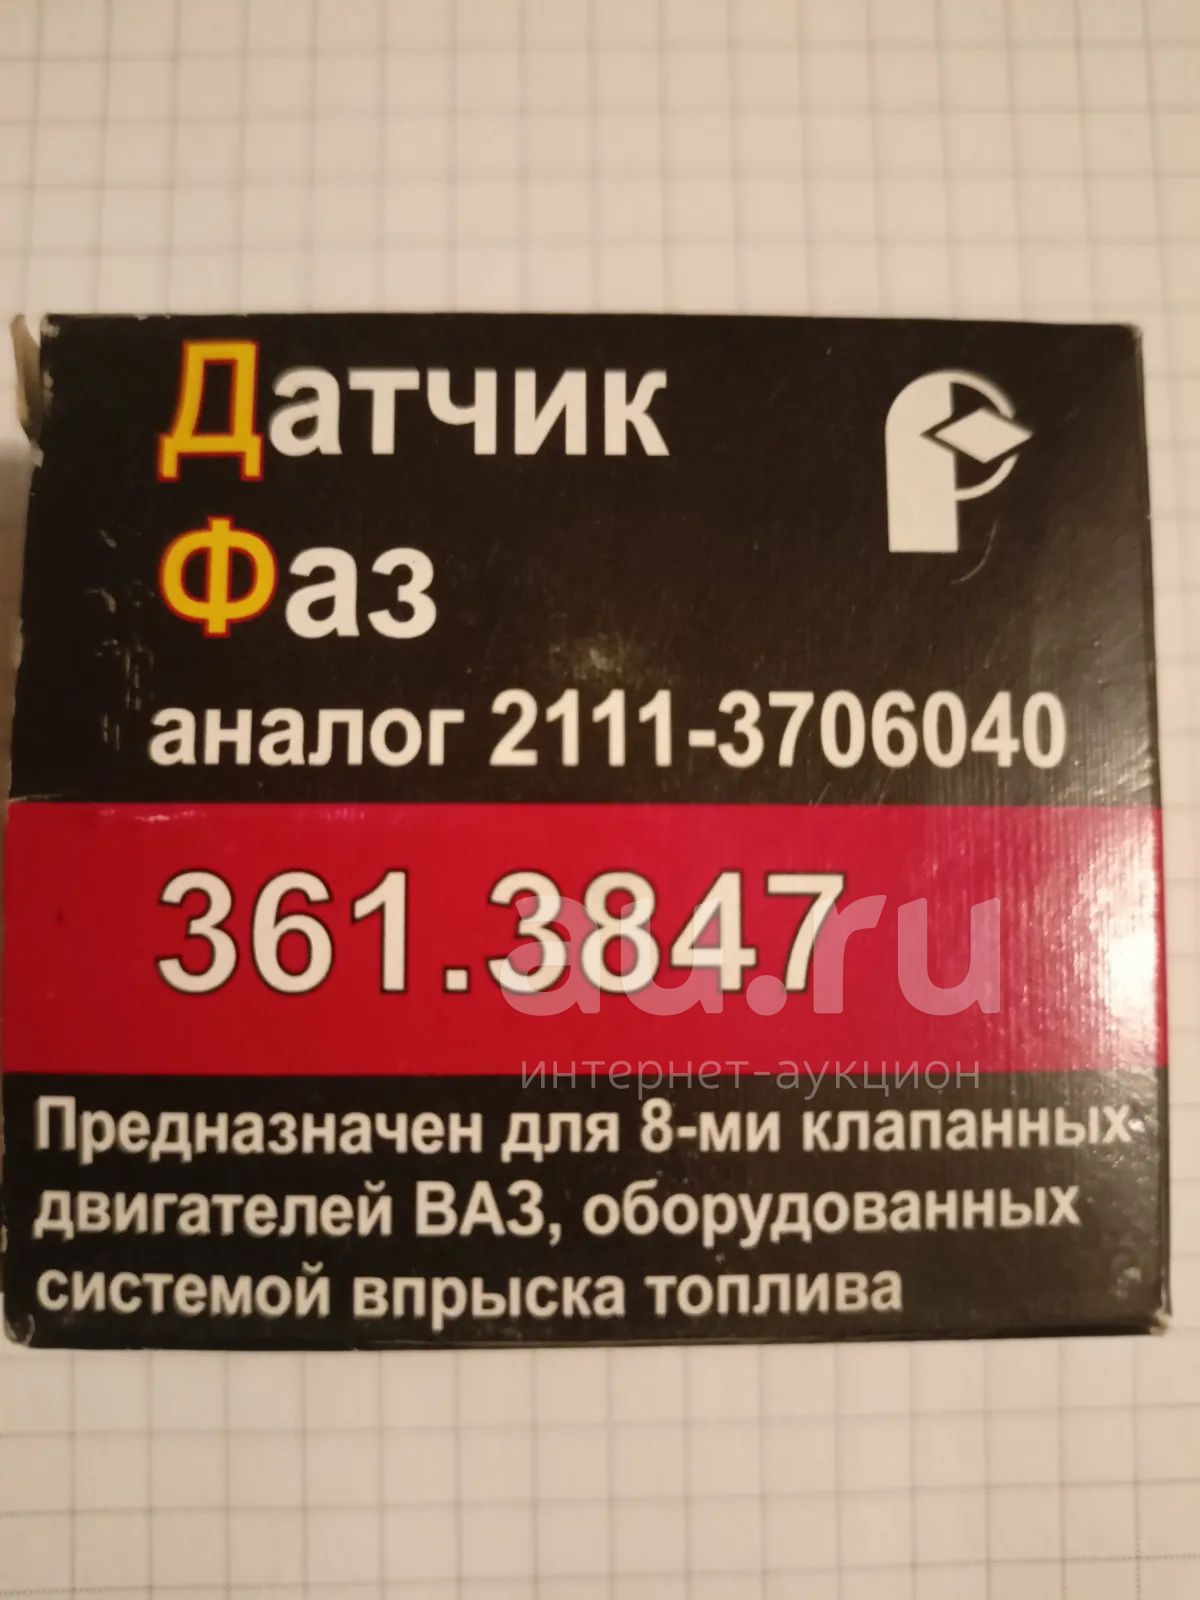 Датчик
Фаз
аналог 2111-3706040
361.3847
au.ru
интернет-аукцион
Предназначен для 8-ми клапанных
двигателей ВАЗ, оборудованных
системой впрыска топлива